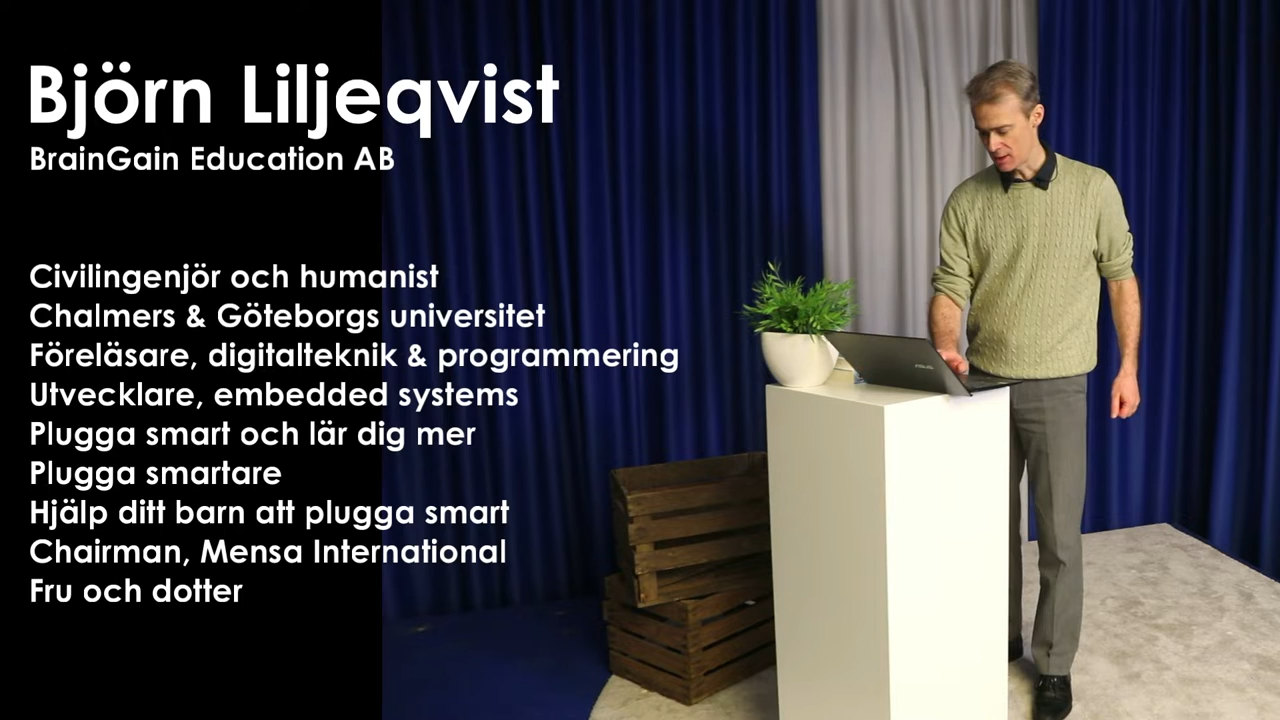 Björn Liljeqvist
BrainGain Education AB
Civilingenjör och humanist
Chalmers & Göteborgs universitet
Föreläsare, digitalteknik & programmering
Utvecklare, embedded systems
Plugga smart och lär dig mer
Plugga smartare
Hjälp ditt barn att plugga smart
Chairman, Mensa International
Fru och dotter